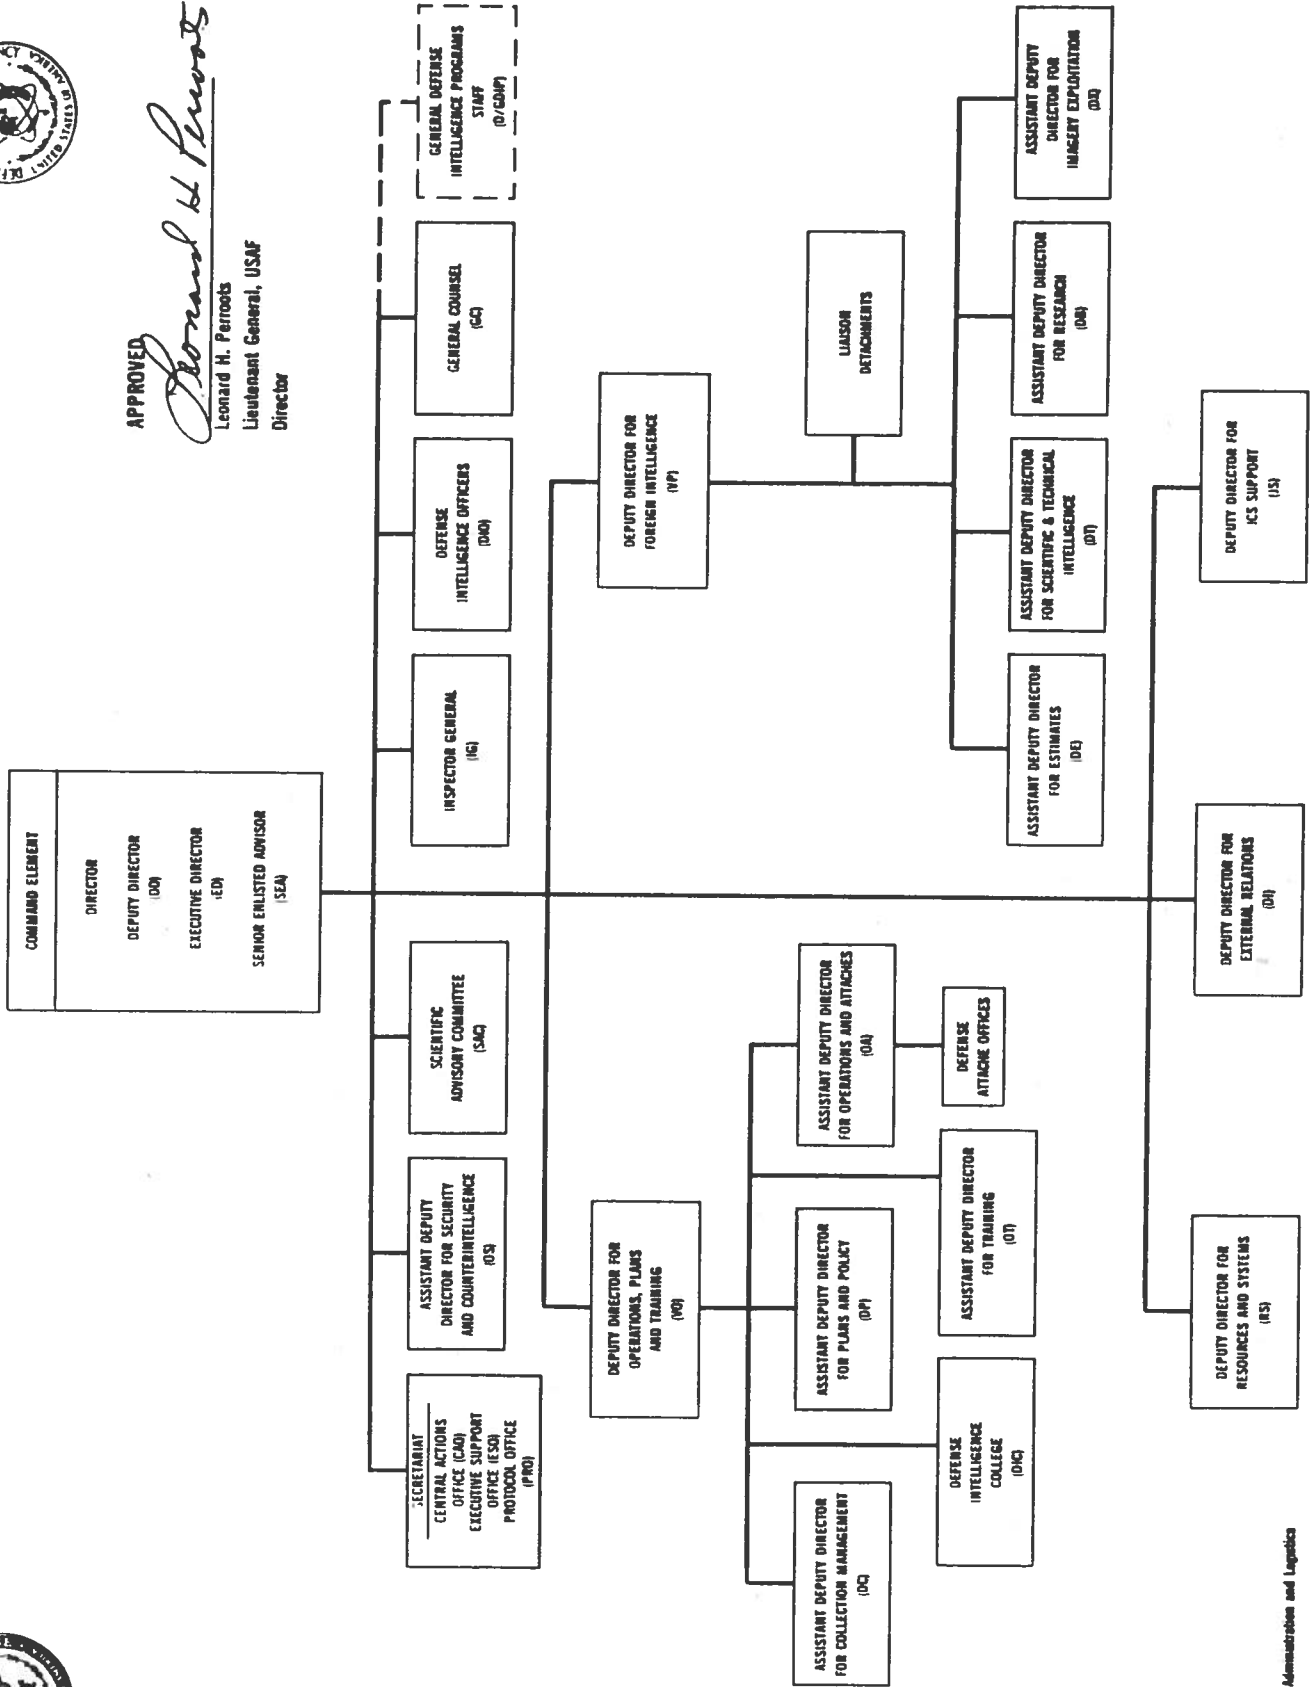 APPROVED
Leonard H Perroots
Leonard H. Perroots
Lieutenant General, USAF
Director
COMMAND ELEMENT
DIRECTOR
DEPUTY DIRECTOR
(DD)
EXECUTIVE DIRECTOR
(ED)
SENIOR ENLISTED ADVISOR
(SEA)
SECRETARIAT
CENTRAL ACTIONS
OFFICE (CAO)
EXECUTIVE SUPPORT
OFFICE (ESO)
PROTOCOL OFFICE
(PRO)
ASSISTANT DEPUTY
DIRECTOR FOR SECURITY
AND COUNTERINTELLIGENCE
(OS)
SCIENTIFIC
ADVISORY COMMITTEE
(SAC)
INSPECTOR GENERAL
(IG)
DEFENSE
INTELLIGENCE OFFICERS
(DIO)
GENERAL COUNSEL
(GC)
GENERAL DEFENSE
INTELLIGENCE PROGRAMS
STAFF
(D/GDIP)
DEPUTY DIRECTOR FOR
OPERATIONS, PLANS
AND TRAINING
(VO)
DEPUTY DIRECTOR FOR
FOREIGN INTELLIGENCE
(VP)
LIAISON
DETACHMENTS
ASSISTANT DEPUTY DIRECTOR
FOR COLLECTION MANAGEMENT
(DC)
ASSISTANT DEPUTY DIRECTOR
FOR PLANS AND POLICY
(DP)
ASSISTANT DEPUTY DIRECTOR
FOR OPERATIONS AND ATTACHES
(OA)
DEFENSE
INTELLIGENCE
COLLEGE
(DIC)
ASSISTANT DEPUTY DIRECTOR
FOR TRAINING
(OT)
DEFENSE
ATTACHE OFFICES
ASSISTANT DEPUTY DIRECTOR
FOR ESTIMATES
(DE)
ASSISTANT DEPUTY DIRECTOR
FOR SCIENTIFIC & TECHNICAL
INTELLIGENCE
(DT)
ASSISTANT DEPUTY DIRECTOR
FOR RESEARCH
(DB)
ASSISTANT DEPUTY
DIRECTOR FOR
IMAGERY EXPLOITATION
(DX)
DEPUTY DIRECTOR FOR
RESOURCES AND SYSTEMS
(RS)
DEPUTY DIRECTOR FOR
EXTERNAL RELATIONS
(DI)
DEPUTY DIRECTOR FOR
JCS SUPPORT
(JS)
Administration and Logistics
UNITED STATES OF AMERICA